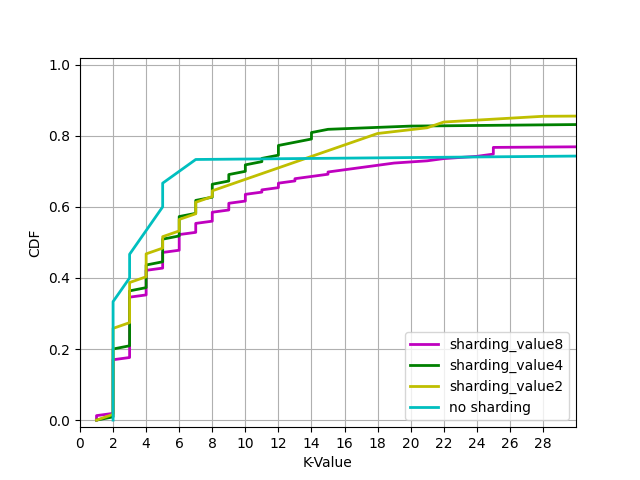 1.0
0.8
0.6
0.4
0.2
0.0
CDF
sharding_value8
sharding_value4
sharding_value2
no sharding
0 2 4 6 8 10 12 14 16 18 20 22 24 26 28
K-Value